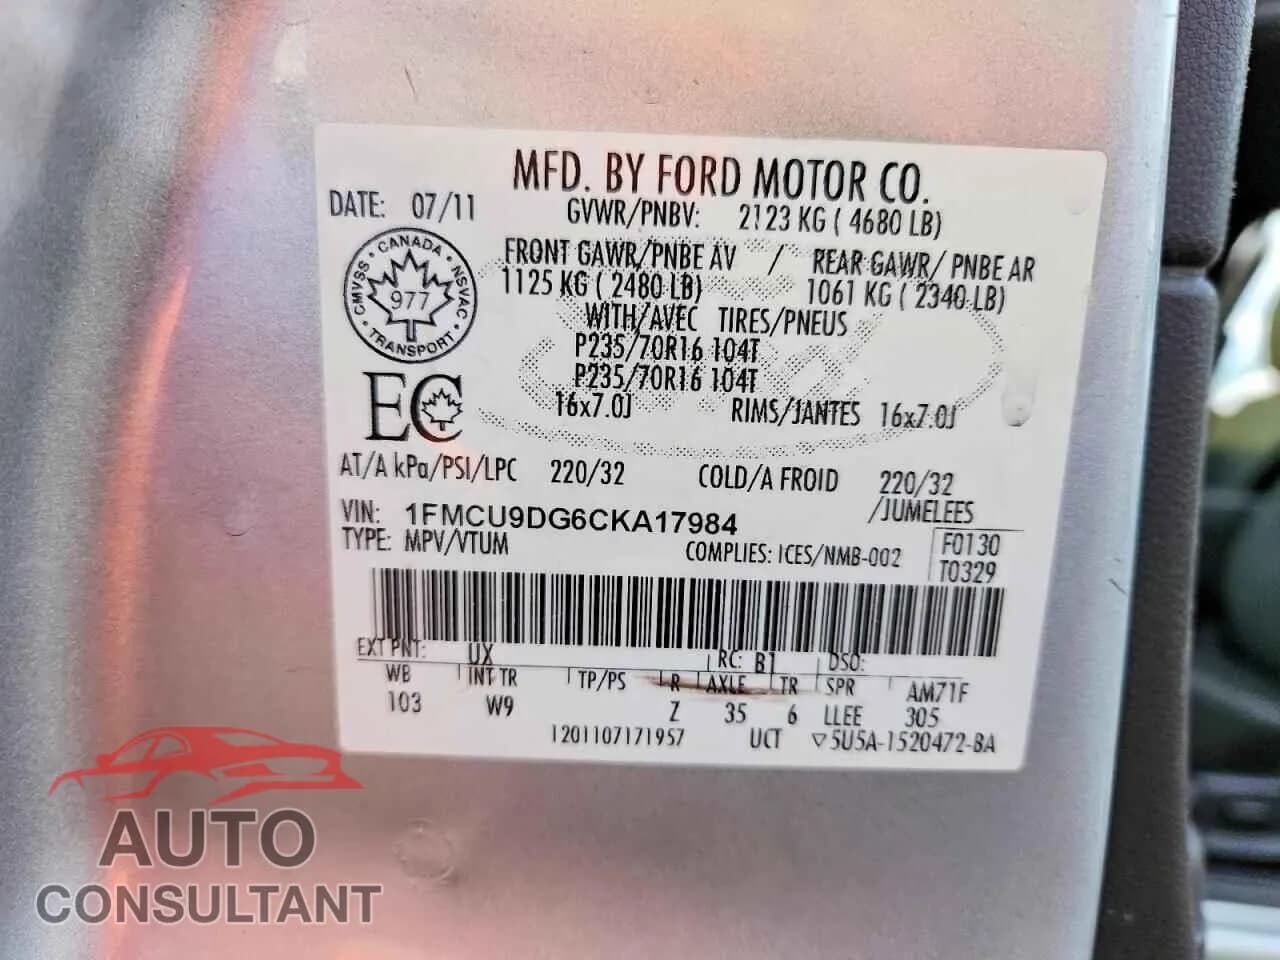 MFD. BY FORD MOTOR CO.
DATE: 07/11 GVWR/PNBV: 2123 KG ( 4680 LB)
FRONT GAWR/PNBE AV / REAR GAWR/ PNBE AR
1125 KG ( 2480 LB) 1061 KG ( 2340 LB)
WITH/AVEC TIRES/PNEUS
P235/70R16 104T
P235/70R16 104T
16x7.0J RIMS/JANTES 16x7.0J
CMVSS · CANADA · NSVAC · TRANSPORT ·
977
EC
AT/A kPa/PSI/LPC 220/32 COLD/A FROID 220/32
/JUMELEES
VIN: 1FMCU9DG6CKA17984
TYPE: MPV/VTUM COMPLIES: ICES/NMB-002
F0130
T0329
EXT PNT: UX RC: B1 DSO:
WB INT TR TP/PS R AXLE TR SPR AM71F
103 W9 Z 35 6 LLEE 305
1201107171957 UCT ▽5U5A-1520472-BA
AUTO
CONSULTANT